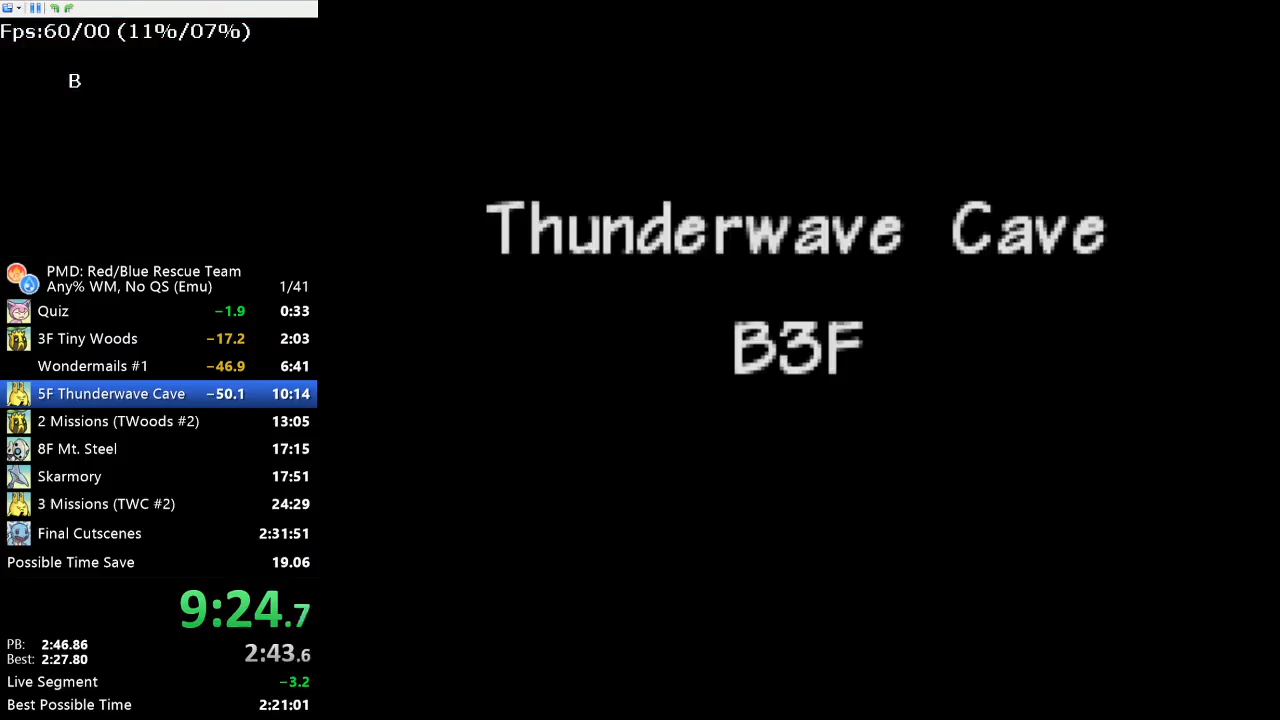 Fps:60/00 (11%/07%)
B
Thunderwave Cave
B3F
PMD: Red/Blue Rescue Team
Any% WM, No QS (Emu) 1/41
Quiz −1.9 0:33
3F Tiny Woods −17.2 2:03
Wondermails #1 −46.9 6:41
5F Thunderwave Cave −50.1 10:14
2 Missions (TWoods #2) 13:05
8F Mt. Steel 17:15
Skarmory 17:51
3 Missions (TWC #2) 24:29
Final Cutscenes 2:31:51
Possible Time Save 19.06
9:24.7
PB: 2:46.86
Best: 2:27.80
2:43.6
Live Segment −3.2
Best Possible Time 2:21:01